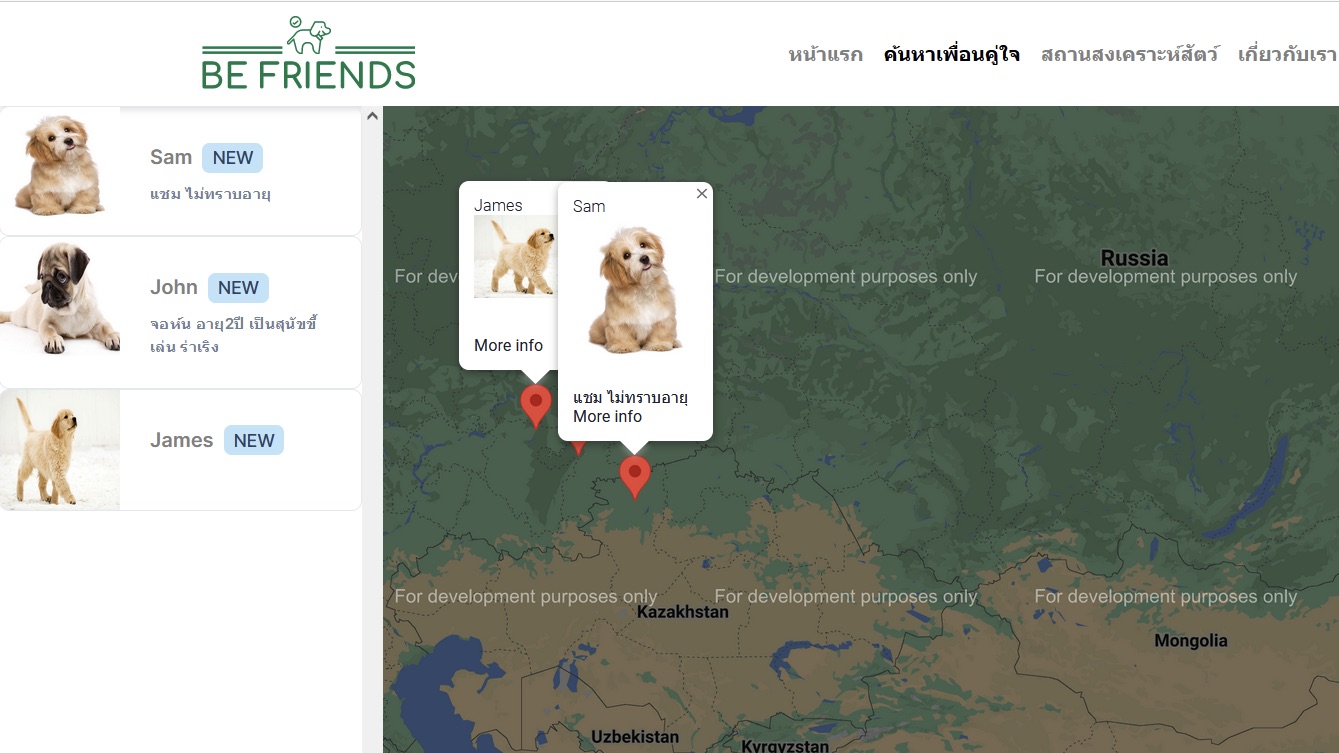 BE FRIENDS
หน้าแรก ค้นหาเพื่อนคู่ใจ สถานสงเคราะห์สัตว์ เกี่ยวกับเรา
Sam NEW
แซม ไม่ทราบอายุ
John NEW
จอห์น อายุ2ปี เป็นสุนัขขี้
เล่น ร่าเริง
James NEW
James
More info
Sam
แซม ไม่ทราบอายุ
More info
Russia
For dev
For development purposes only
For development purposes only
For development purposes only
For development purposes only
For development purposes only
Kazakhstan
Mongolia
Uzbekistan
Kyrgyzstan